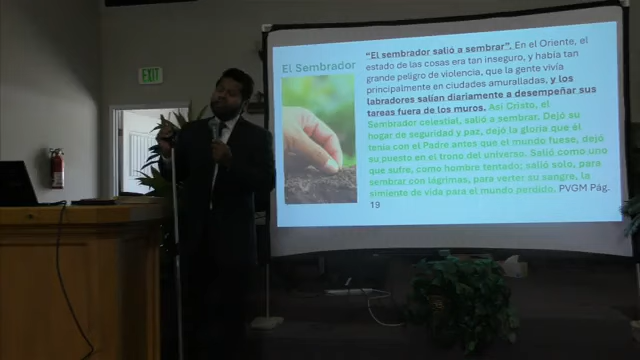 EXIT
El Sembrador
"El sembrador salió a sembrar". En el Oriente, el
estado de las cosas era tan inseguro, y había tan
grande peligro de violencia, que la gente vivía
principalmente en ciudades amuralladas, y los
labradores salían diariamente a desempeñar sus
tareas fuera de los muros. Así Cristo, el
Sembrador celestial, salió a sembrar. Dejó su
hogar de seguridad y paz, dejó la gloria que él
tenía con el Padre antes que el mundo fuese, dejó
su puesto en el trono del universo. Salió como uno
que sufre, como hombre tentado; salió solo, para
sembrar con lágrimas, para verter su sangre, la
simiente de vida para el mundo perdido. PVGM Pág.
19